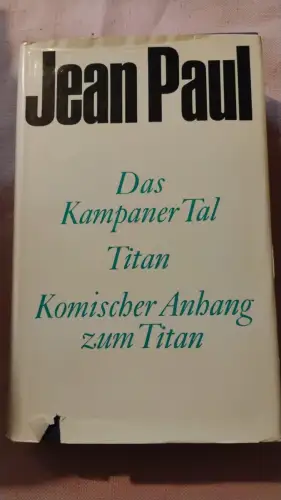 Jean Paul
Das
Kampaner Tal
Titan
Komischer Anhang
zum Titan